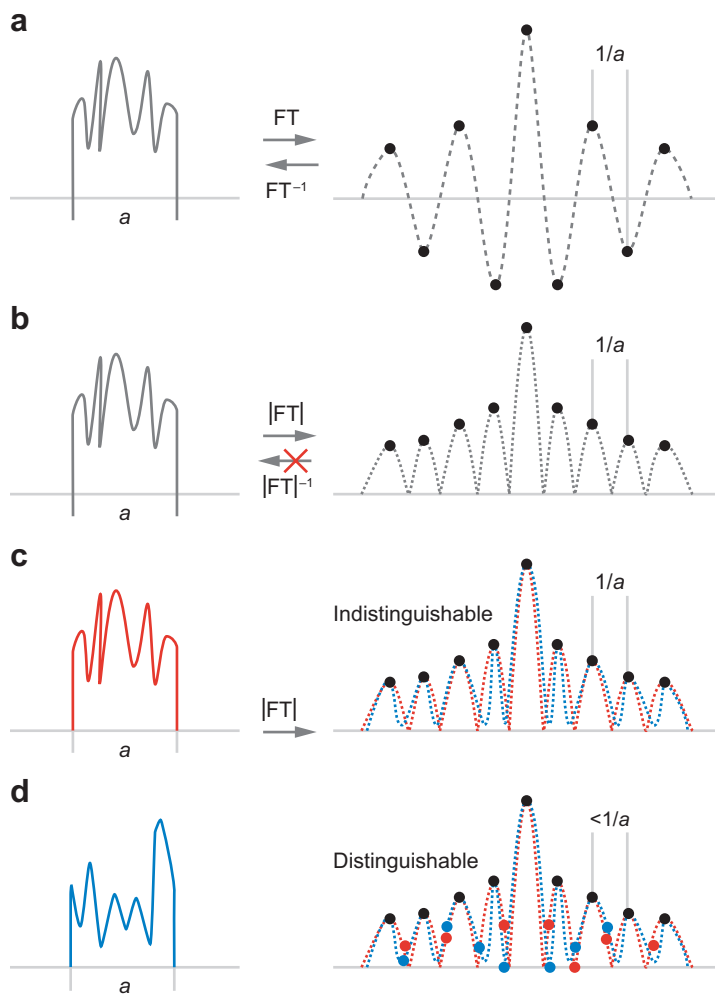 a
1/a
FT
FT⁻¹
a
b
1/a
|FT|
|FT|⁻¹
a
c
1/a
Indistinguishable
|FT|
a
d
<1/a
Distinguishable
a